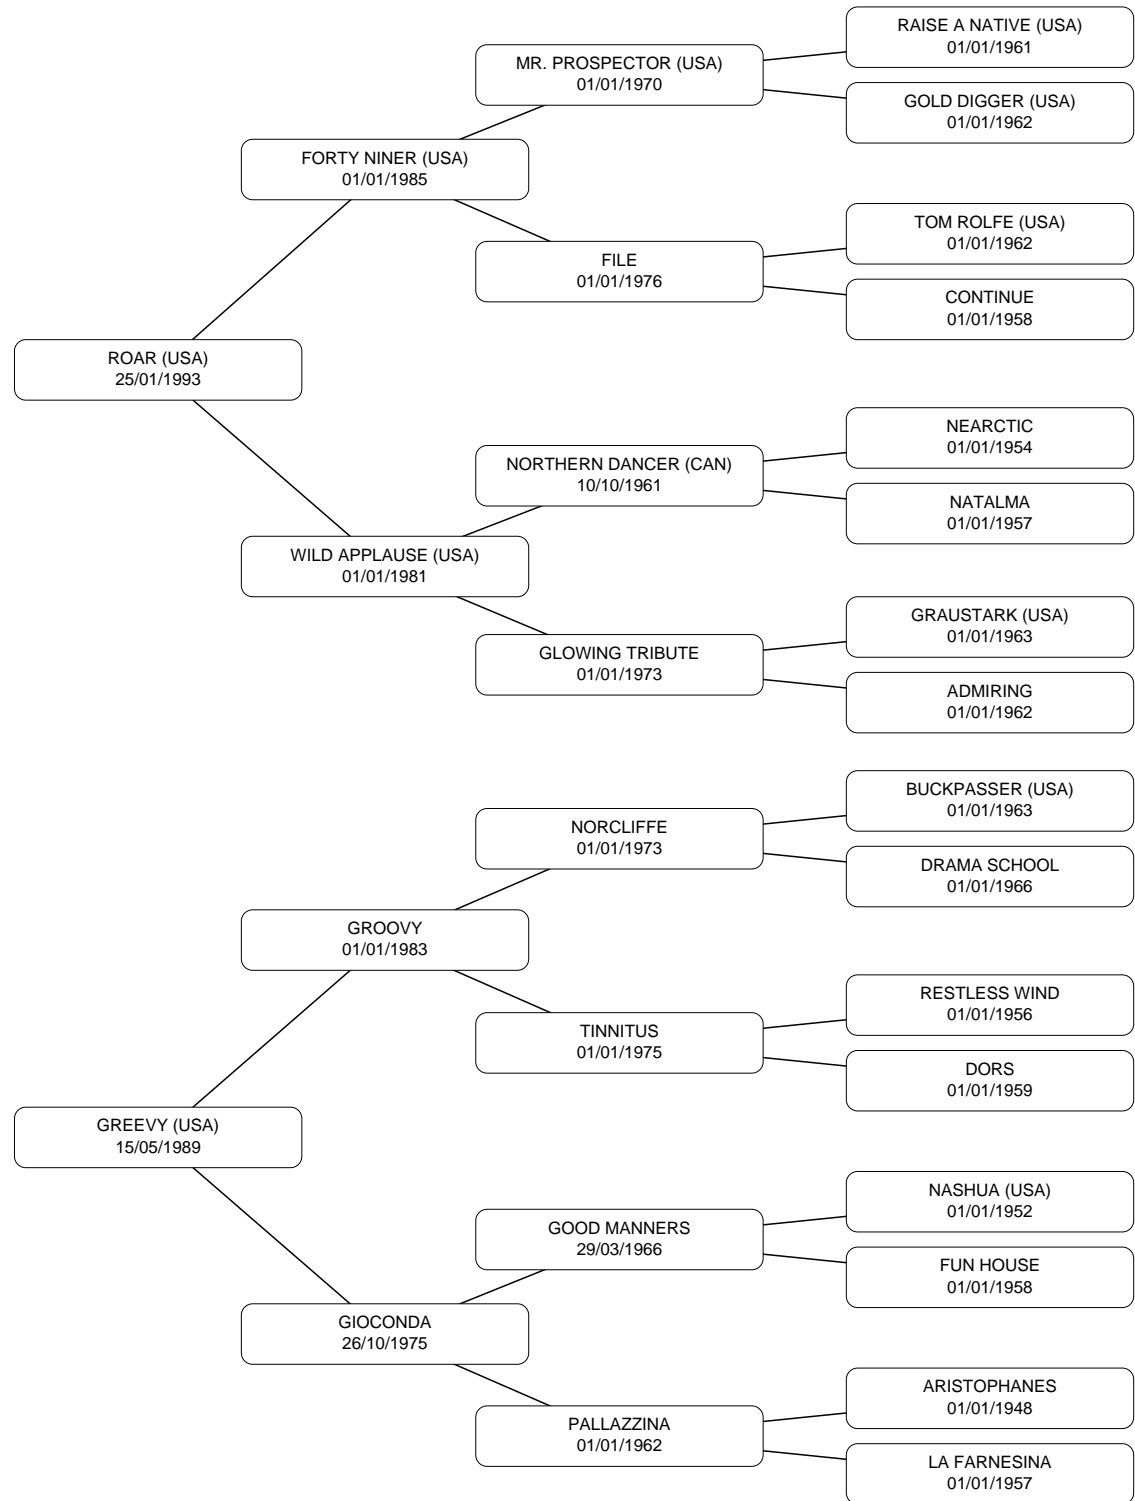 RAISE A NATIVE (USA)
01/01/1961
MR. PROSPECTOR (USA)
01/01/1970
GOLD DIGGER (USA)
01/01/1962
FORTY NINER (USA)
01/01/1985
TOM ROLFE (USA)
01/01/1962
FILE
01/01/1976
CONTINUE
01/01/1958
ROAR (USA)
25/01/1993
NEARCTIC
01/01/1954
NORTHERN DANCER (CAN)
10/10/1961
NATALMA
01/01/1957
WILD APPLAUSE (USA)
01/01/1981
GRAUSTARK (USA)
01/01/1963
GLOWING TRIBUTE
01/01/1973
ADMIRING
01/01/1962
BUCKPASSER (USA)
01/01/1963
NORCLIFFE
01/01/1973
DRAMA SCHOOL
01/01/1966
GROOVY
01/01/1983
RESTLESS WIND
01/01/1956
TINNITUS
01/01/1975
DORS
01/01/1959
GREEVY (USA)
15/05/1989
NASHUA (USA)
01/01/1952
GOOD MANNERS
29/03/1966
FUN HOUSE
01/01/1958
GIOCONDA
26/10/1975
ARISTOPHANES
01/01/1948
PALLAZZINA
01/01/1962
LA FARNESINA
01/01/1957